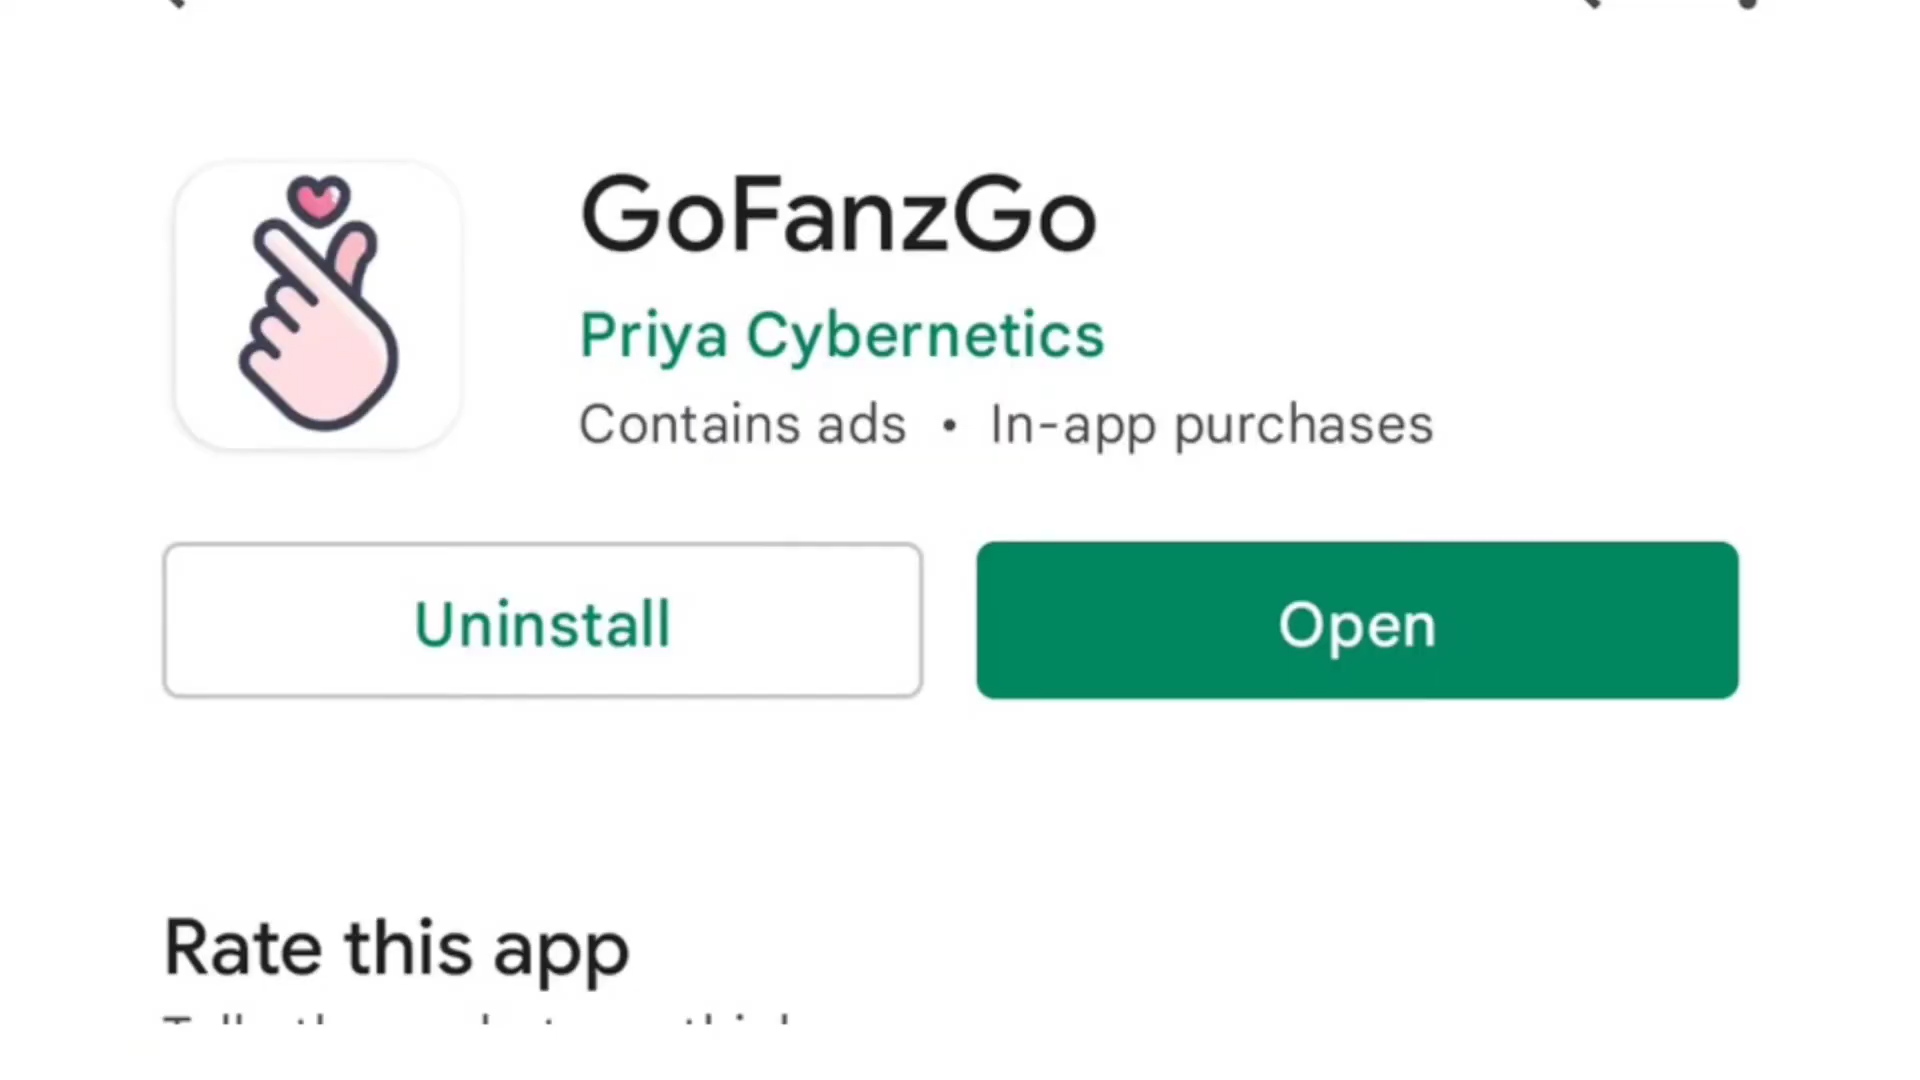 GoFanzGo
Priya Cybernetics
Contains ads • In-app purchases
Uninstall
Open
Rate this app